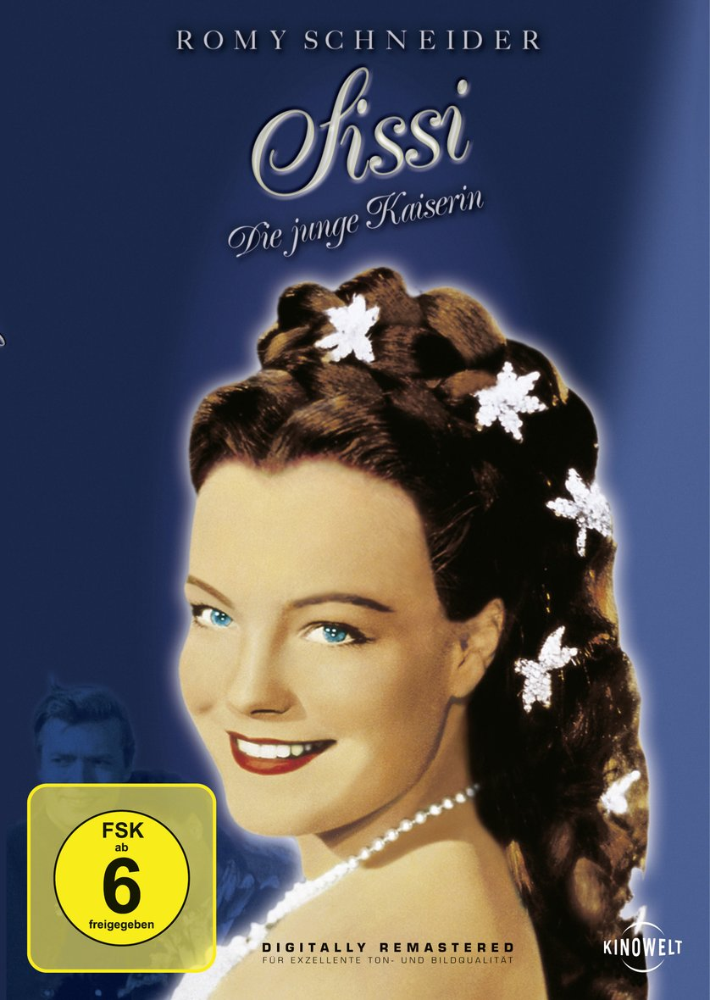 ROMY SCHNEIDER
Sissi
Die junge Kaiserin
FSK
ab
6
freigegeben
DIGITALLY REMASTERED
FÜR EXZELLENTE TON- UND BILDQUALITÄT
KINOWELT